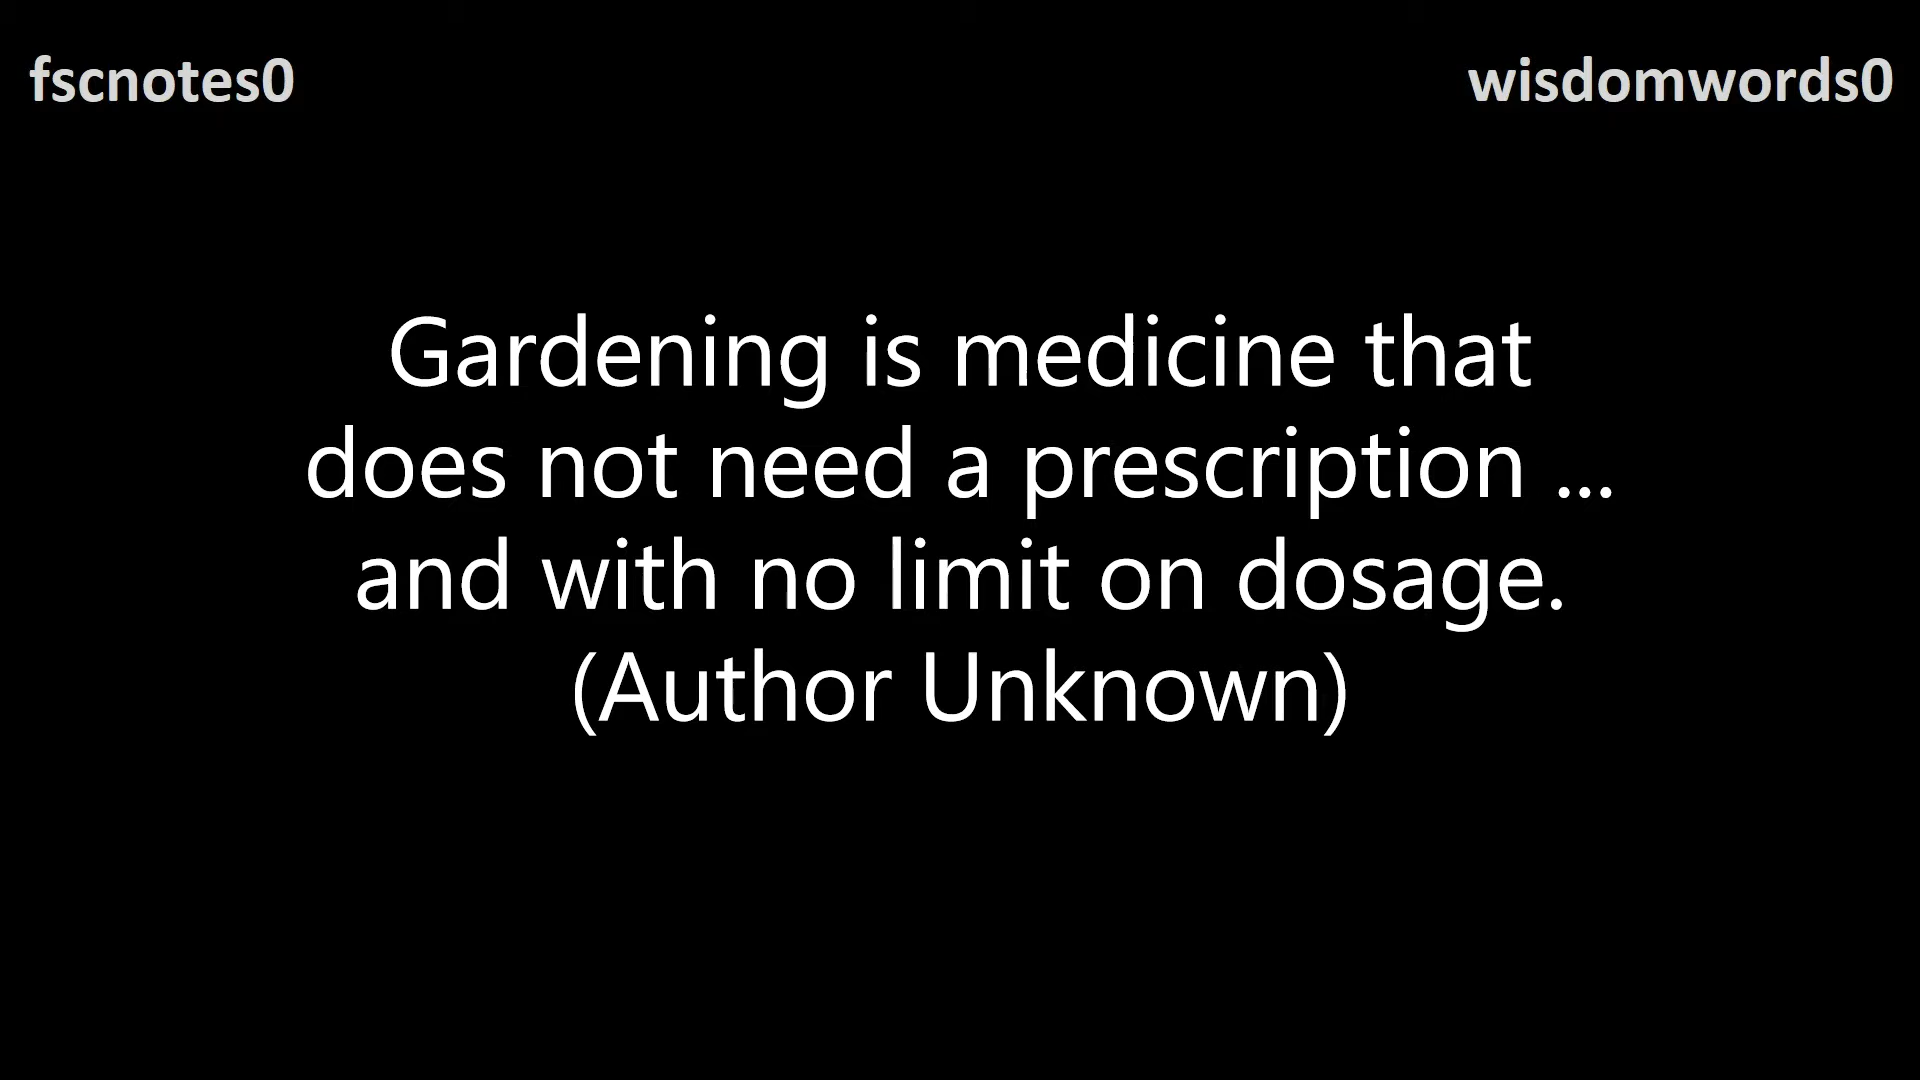 fscnotes0
wisdomwords0
Gardening is medicine that
does not need a prescription ...
and with no limit on dosage.
(Author Unknown)